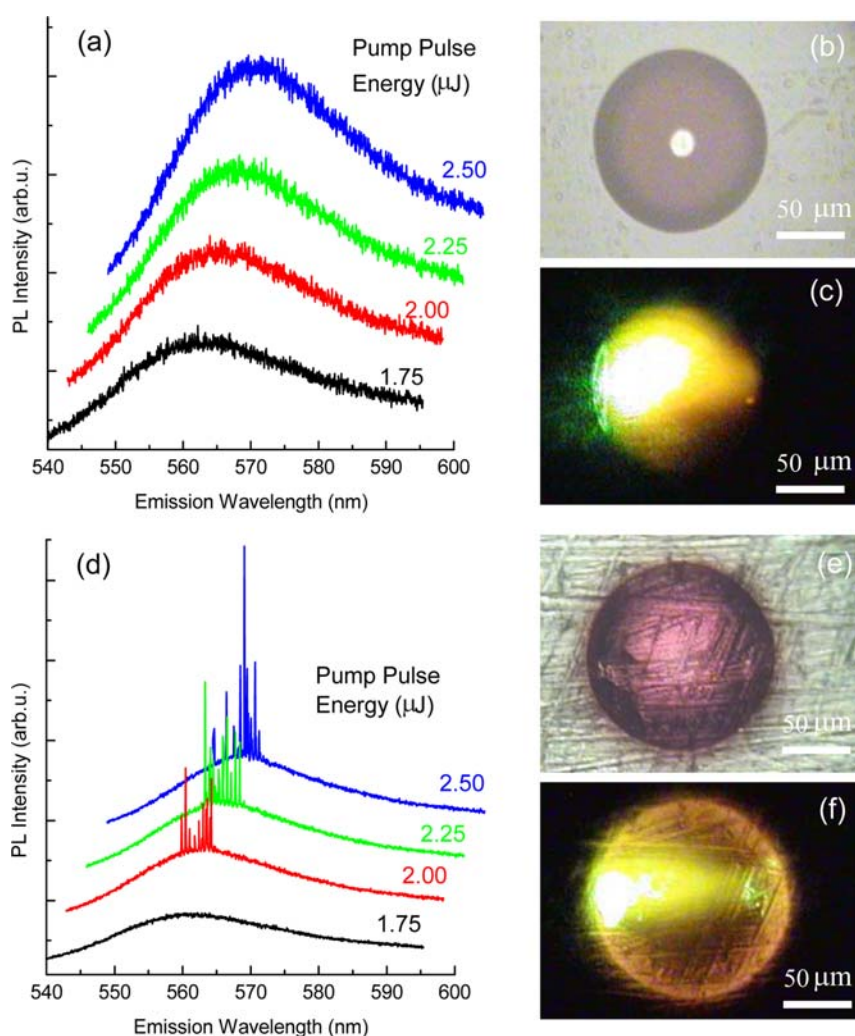 (a)
Pump Pulse
Energy (μJ)
2.50
2.25
2.00
1.75
PL Intensity (arb.u.)
540 550 560 570 580 590 600
Emission Wavelength (nm)
(b)
50 μm
(c)
50 μm
(d)
Pump Pulse
Energy (μJ)
2.50
2.25
2.00
1.75
PL Intensity (arb.u.)
540 550 560 570 580 590 600
Emission Wavelength (nm)
(e)
50 μm
(f)
50 μm